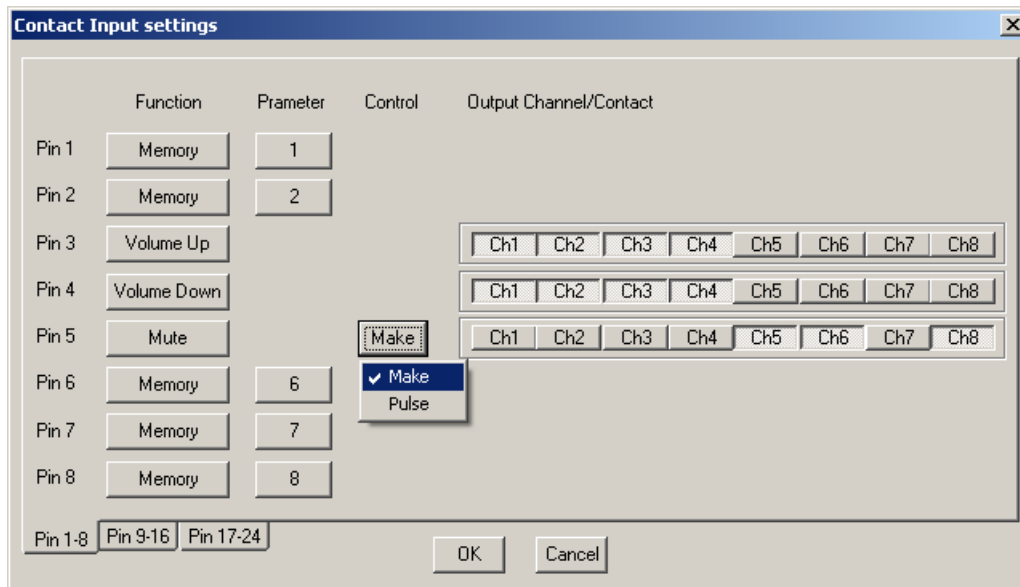 Contact Input settings
Function Prameter Control Output Channel/Contact
Pin 1 Memory 1
Pin 2 Memory 2
Pin 3 Volume Up Ch1 Ch2 Ch3 Ch4 Ch5 Ch6 Ch7 Ch8
Pin 4 Volume Down Ch1 Ch2 Ch3 Ch4 Ch5 Ch6 Ch7 Ch8
Pin 5 Mute Make Ch1 Ch2 Ch3 Ch4 Ch5 Ch6 Ch7 Ch8
Make
Pin 6 Memory 6
Pulse
Pin 7 Memory 7
Pin 8 Memory 8
Pin 1-8 Pin 9-16 Pin 17-24
OK Cancel